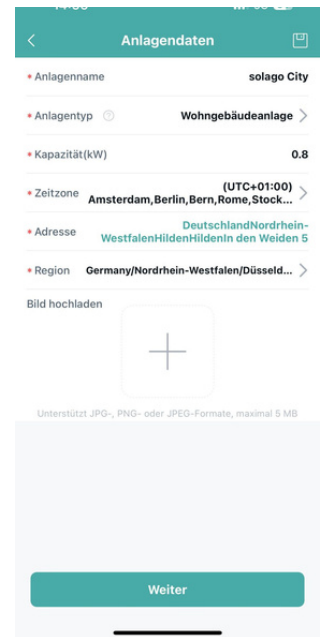 Anlagendaten
* Anlagenname solago City
* Anlagentyp Wohngebäudeanlage >
* Kapazität(kW) 0.8
* Zeitzone (UTC+01:00)
Amsterdam,Berlin,Bern,Rome,Stock... >
* Adresse DeutschlandNordrhein-
WestfalenHildenHildenIn den Weiden 5
* Region Germany/Nordrhein-Westfalen/Düsseld... >
Bild hochladen
Unterstützt JPG-, PNG- oder JPEG-Formate, maximal 5 MB
Weiter